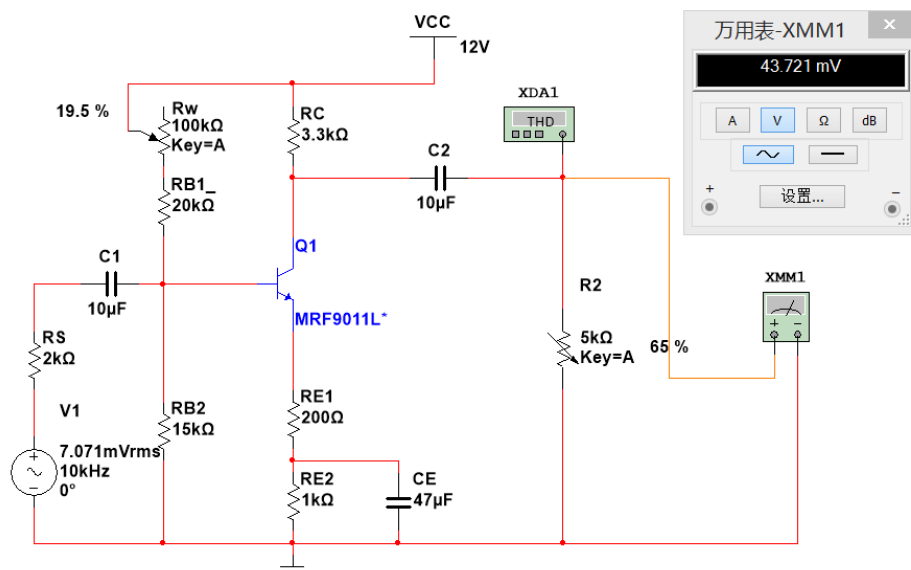 VCC
12V
19.5 %
Rw
100kΩ
Key=A
RC
3.3kΩ
XDA1
THD
C2
10µF
RB1_
20kΩ
Q1
MRF9011L*
C1
10µF
RS
2kΩ
V1
7.071mVrms
10kHz
0°
RB2
15kΩ
RE1
200Ω
RE2
1kΩ
CE
47µF
R2
5kΩ
Key=A
65 %
XMM1
+ −
万用表-XMM1
×
43.721 mV
A V Ω dB
+ 设置... −